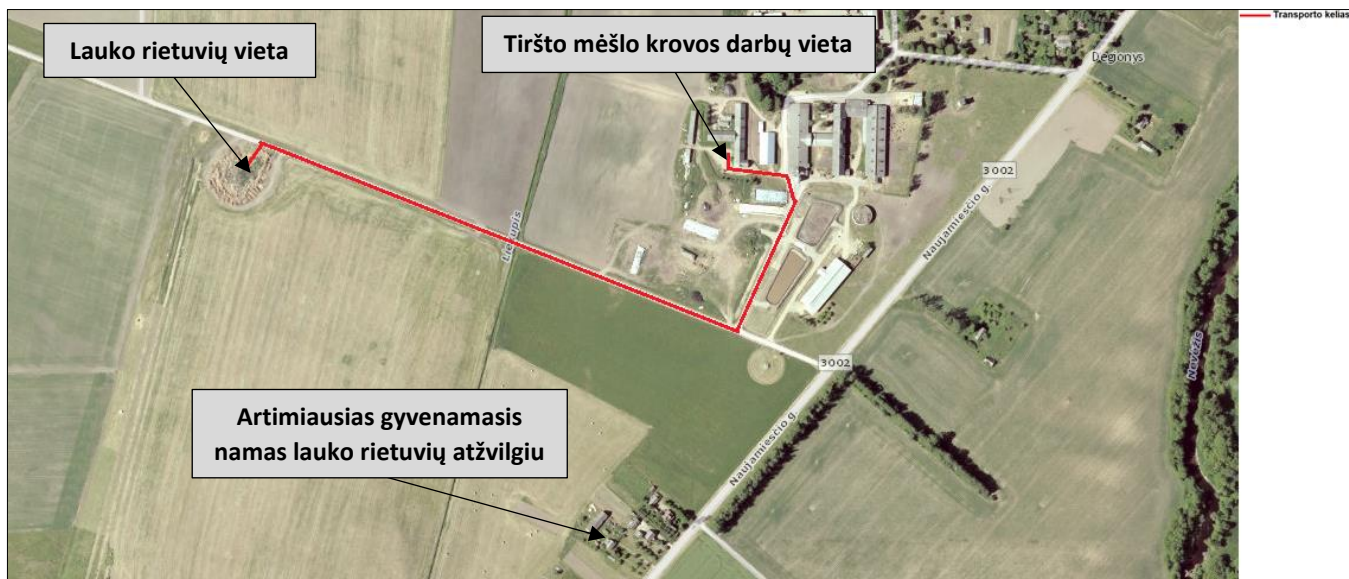 Transporto kelias
Lauko rietuvių vieta
Tiršto mėšlo krovos darbų vieta
Degionys
3002
Naujamiesčio g.
Nevėžis
3002
Artimiausias gyvenamasis
namas lauko rietuvių atžvilgiu
Naujamiesčio g.